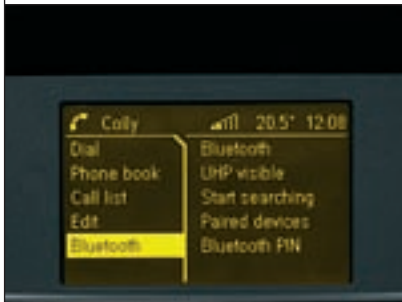 Colly 20.5° 12:08
Dial
Phone book
Call list
Edit
Bluetooth
Bluetooth
UHP visible
Start searching
Paired devices
Bluetooth PIN